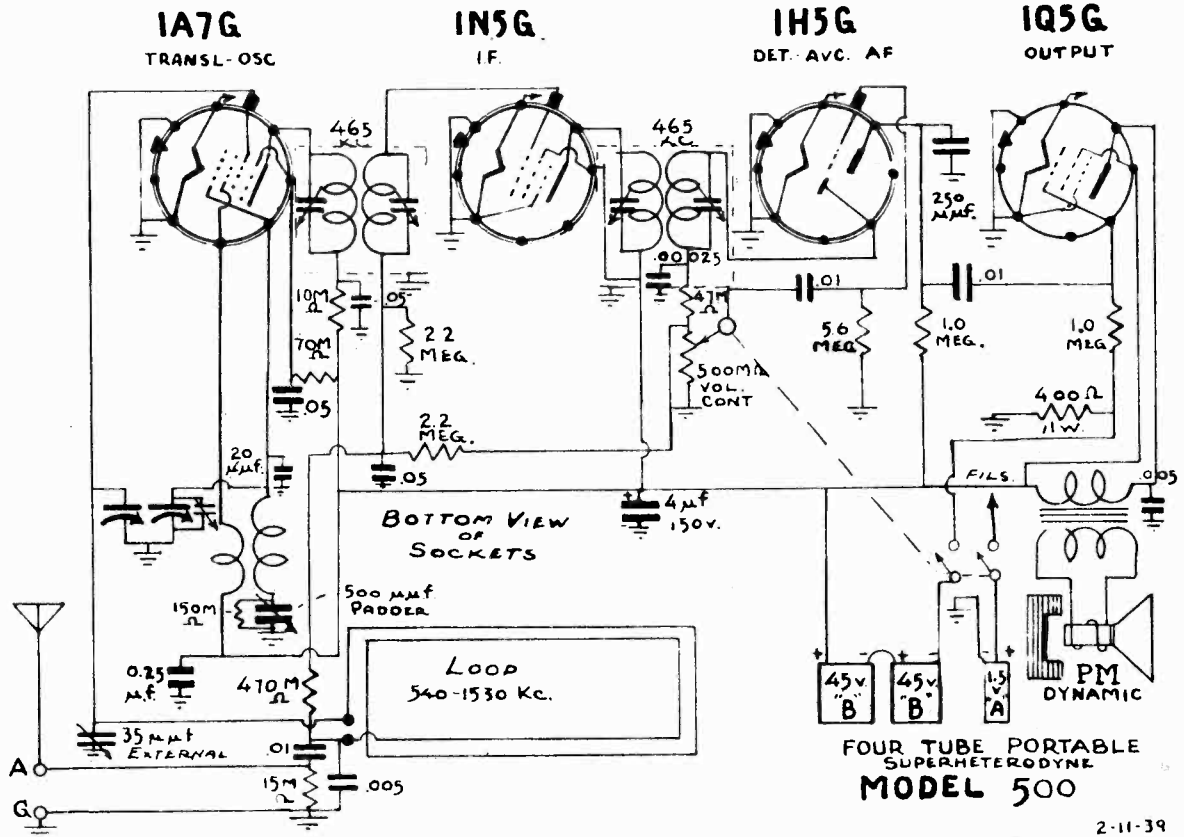 1A7G
TRANSL-OSC
1N5G
I.F.
1H5G
DET.-AVC. AF
1Q5G
OUTPUT
465
KC.
465
KC.
250
µµf.
.00025
.01
.01
10M
Ω
.05
47M
Ω
70M
Ω
2.2
MEG.
5.6
MEG
1.0
MEG.
1.0
MEG
500MΩ
VOL.
CONT
.05
400Ω
1W.
2.2
MEG.
20
µµf.
.05
FILS.
.005
4µf
150v.
BOTTOM VIEW
OF
SOCKETS
150M
Ω
500 µµf.
PADDER
0.25
µf.
470M
Ω
LOOP
540-1530 KC.
+
-
+
-
-
+
45v.
"B"
45v.
"B"
1.5
v
"A"
PM
DYNAMIC
35µµf
EXTERNAL
.01
A
15M
Ω
.005
G
FOUR TUBE PORTABLE
SUPERHETERODYNE
MODEL 500
2-11-39